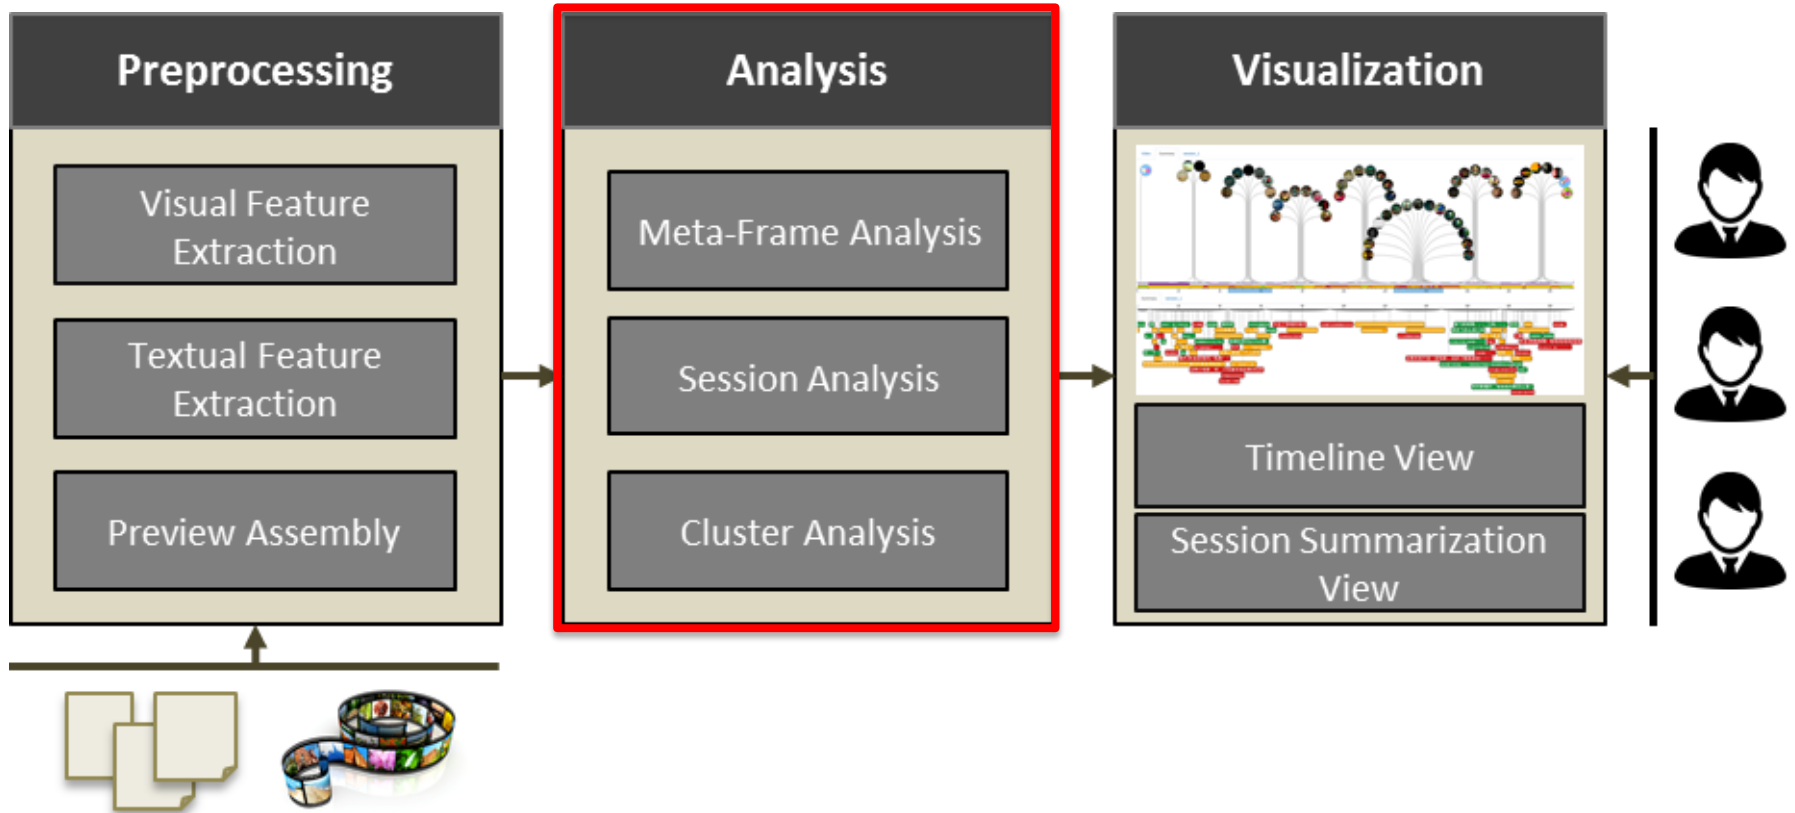 Preprocessing
Visual Feature
Extraction
Textual Feature
Extraction
Preview Assembly
Analysis
Meta-Frame Analysis
Session Analysis
Cluster Analysis
Visualization
Timeline View
Session Summarization
View